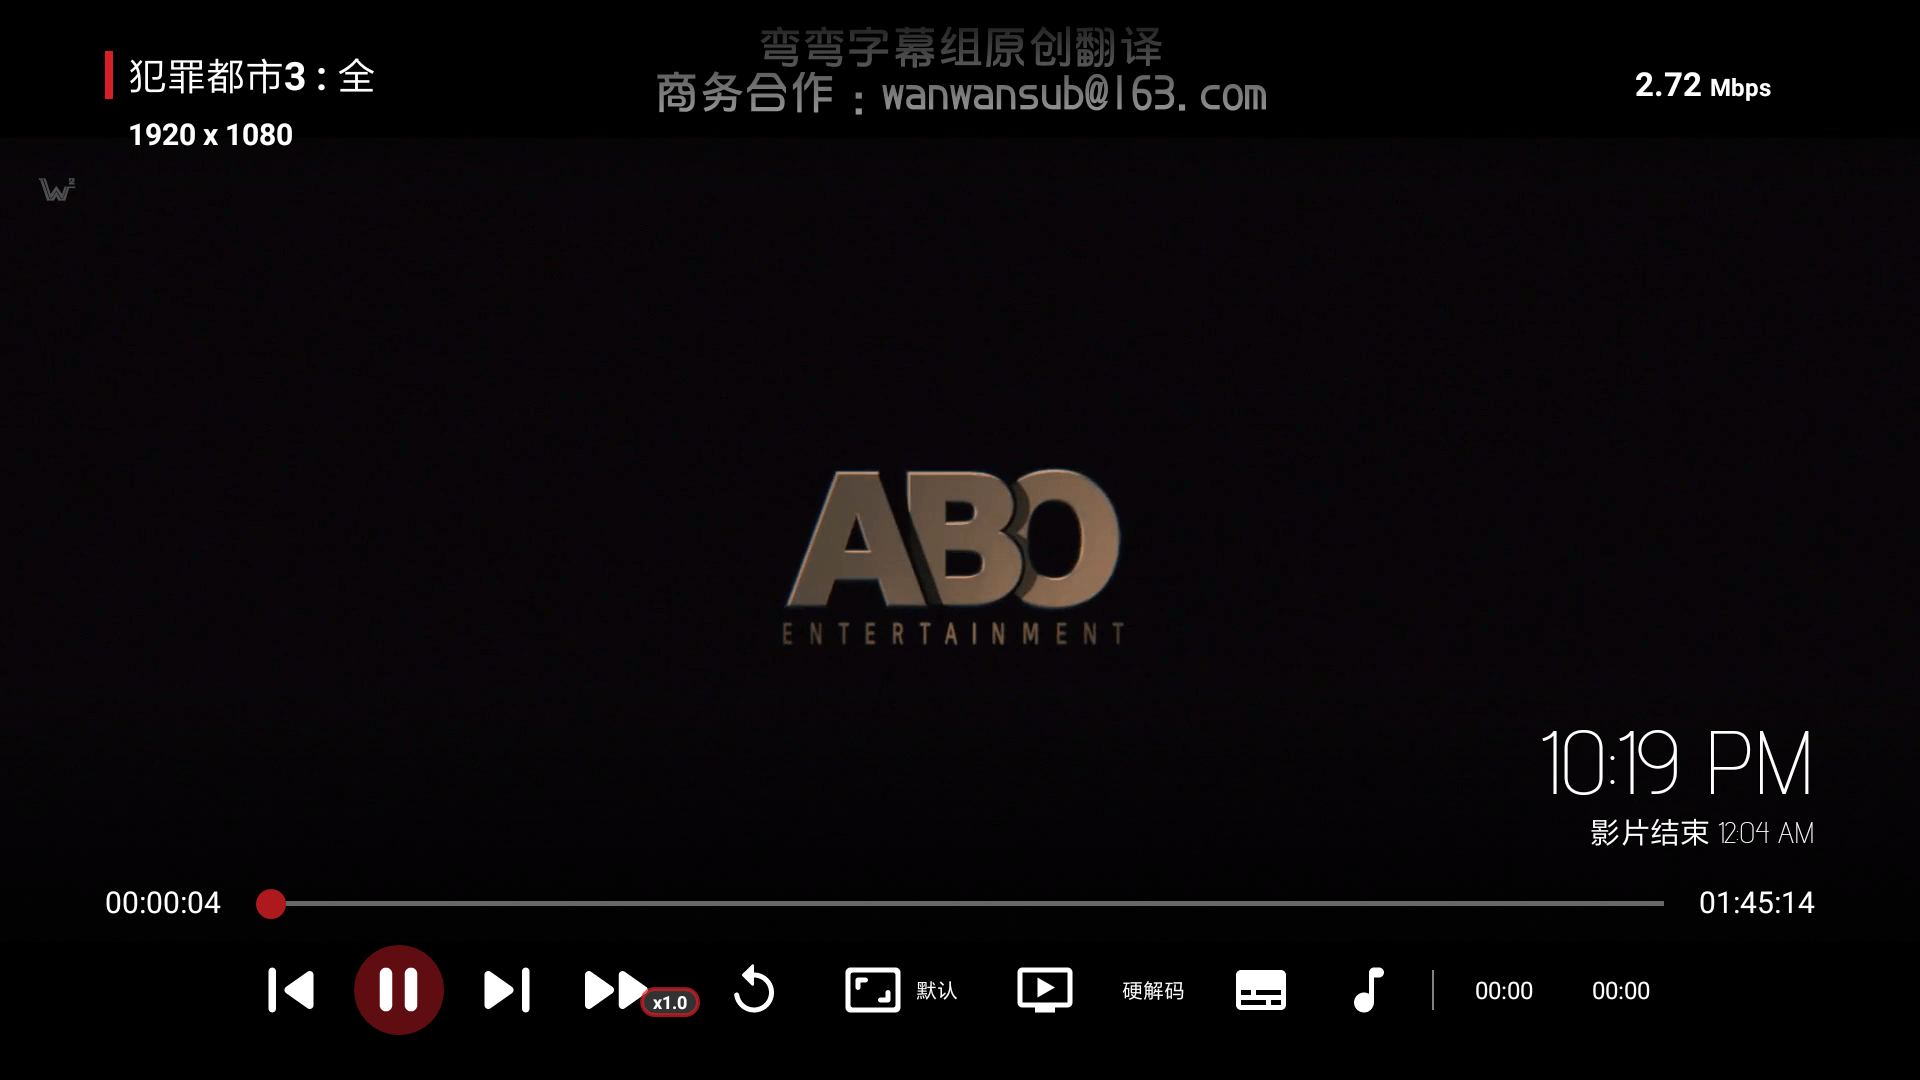 弯弯字幕组原创翻译
犯罪都市3 : 全
商务合作：wanwansub@163.com
2.72 Mbps
1920 x 1080
W²
ABO
ENTERTAINMENT
10:19 PM
影片结束 12:04 AM
00:00:04
01:45:14
x1.0
默认
硬解码
00:00
00:00